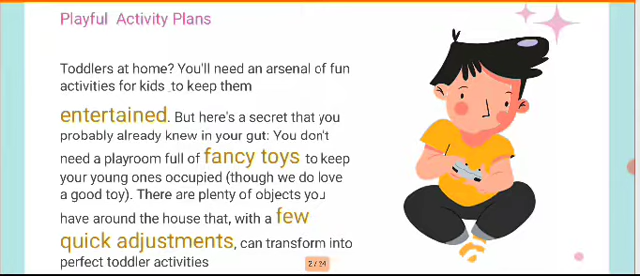 Playful Activity Plans
Toddlers at home? You'll need an arsenal of fun
activities for kids to keep them
entertained. But here's a secret that you
probably already knew in your gut: You don't
need a playroom full of fancy toys to keep
your young ones occupied (though we do love
a good toy). There are plenty of objects you
have around the house that, with a few
quick adjustments, can transform into
perfect toddler activities
2 / 24